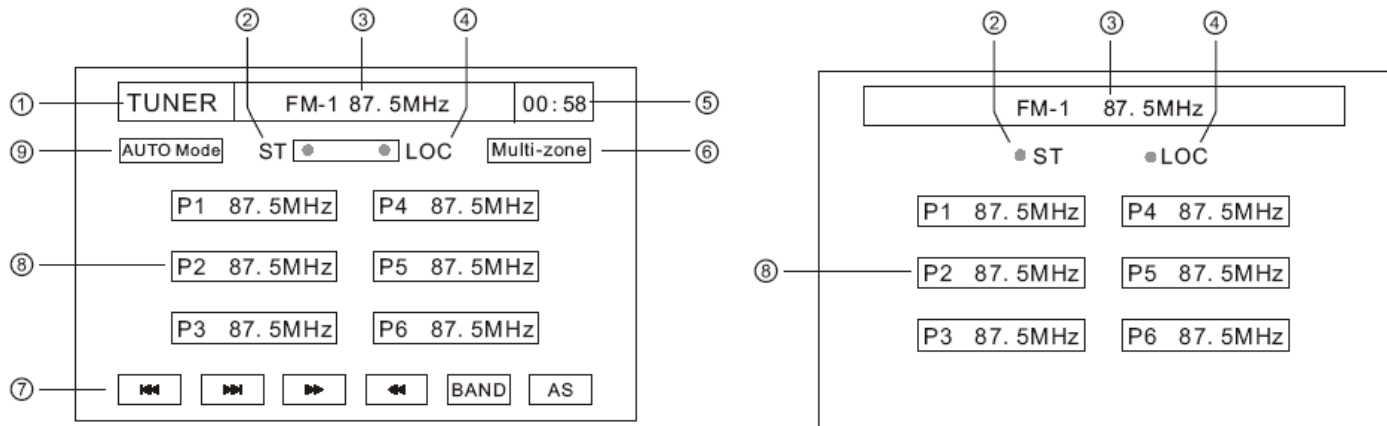 ② ③ ④
① TUNER FM-1 87. 5MHz 00:58 ⑤
⑨ AUTO Mode ST LOC Multi-zone ⑥
P1 87. 5MHz P4 87. 5MHz
⑧ P2 87. 5MHz P5 87. 5MHz
P3 87. 5MHz P6 87. 5MHz
⑦ BAND AS
② ③ ④
FM-1 87. 5MHz
ST LOC
P1 87. 5MHz P4 87. 5MHz
⑧ P2 87. 5MHz P5 87. 5MHz
P3 87. 5MHz P6 87. 5MHz